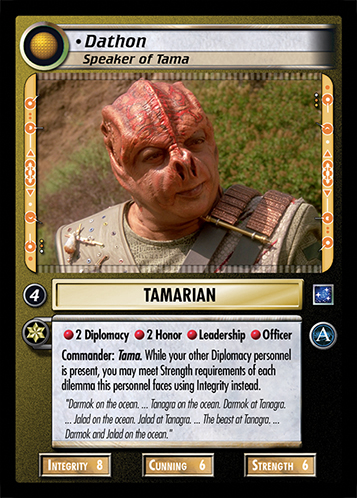 • Dathon
Speaker of Tama
4
TAMARIAN
A
2 Diplomacy 2 Honor Leadership Officer
Commander: Tama. While your other Diplomacy personnel
is present, you may meet Strength requirements of each
dilemma this personnel faces using Integrity instead.
"Darmok on the ocean. ... Tanagra on the ocean. Darmok at Tanagra.
... Jalad on the ocean. Jalad at Tanagra. ... The beast at Tanagra. ...
Darmok and Jalad on the ocean."
INTEGRITY 8 CUNNING 6 STRENGTH 6